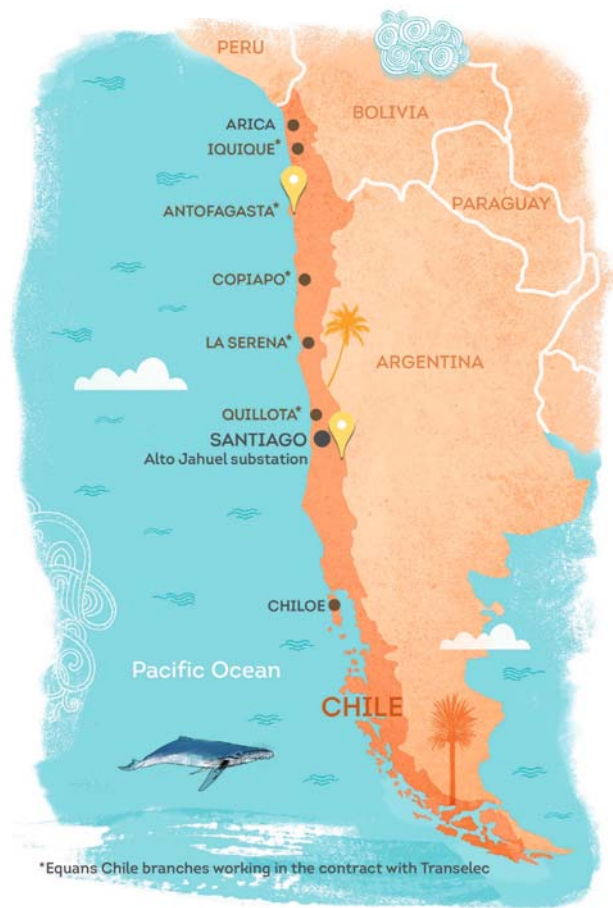 PERU
BOLIVIA
ARICA
IQUIQUE*
PARAGUAY
ANTOFAGASTA*
COPIAPO*
LA SERENA*
ARGENTINA
QUILLOTA*
SANTIAGO
Alto Jahuel substation
CHILOE
Pacific Ocean
CHILE
*Equans Chile branches working in the contract with Transelec